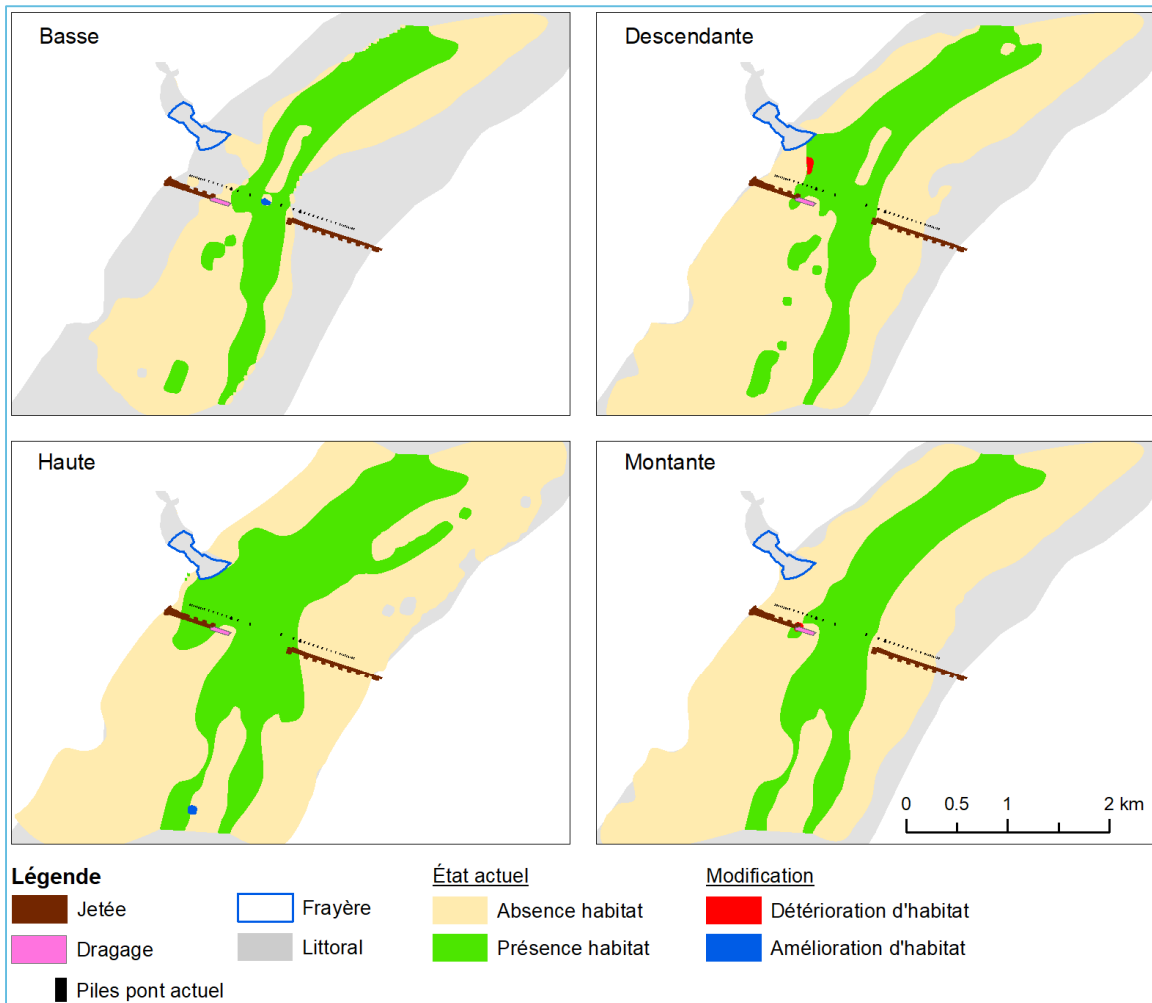 Basse
Descendante
Haute
Montante
0 0.5 1 2 km
Légende
Jetée
Dragage
Piles pont actuel
Frayère
Littoral
État actuel
Absence habitat
Présence habitat
Modification
Détérioration d'habitat
Amélioration d'habitat